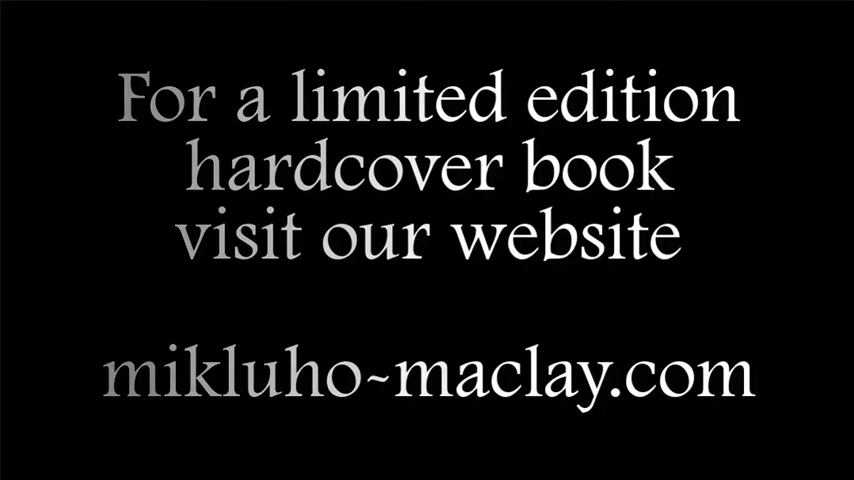 For a limited edition
hardcover book
visit our website
mikluho-maclay.com